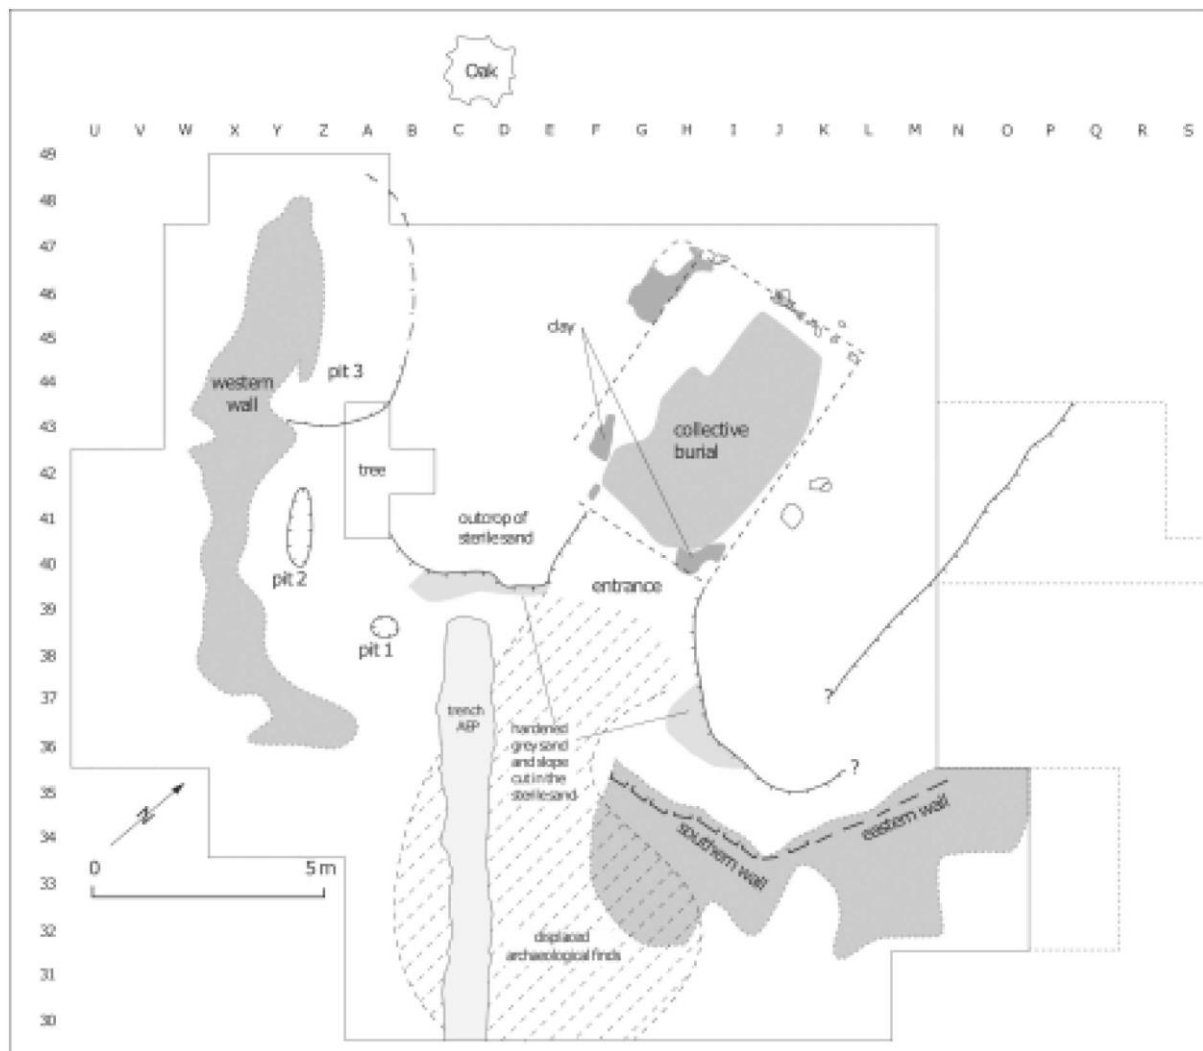 Oak
U V W X Y Z A B C D E F G H I J K L M N O P Q R S
49
48
47
46
45
44
43
42
41
40
39
38
37
36
35
34
33
32
31
30
clay
pit 3
western
wall
collective
burial
tree
outcrop of
sterile sand
pit 2
entrance
pit 1
trench
AEP
hardened
grey sand
and slope
cut in the
sterile sand
?
?
N
0 5 m
southern wall
eastern wall
displaced
archaeological finds